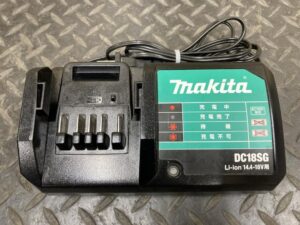 makita
充電中
充電完了
待機
充電不可
DC18SG
Li-ion 14.4-18V用